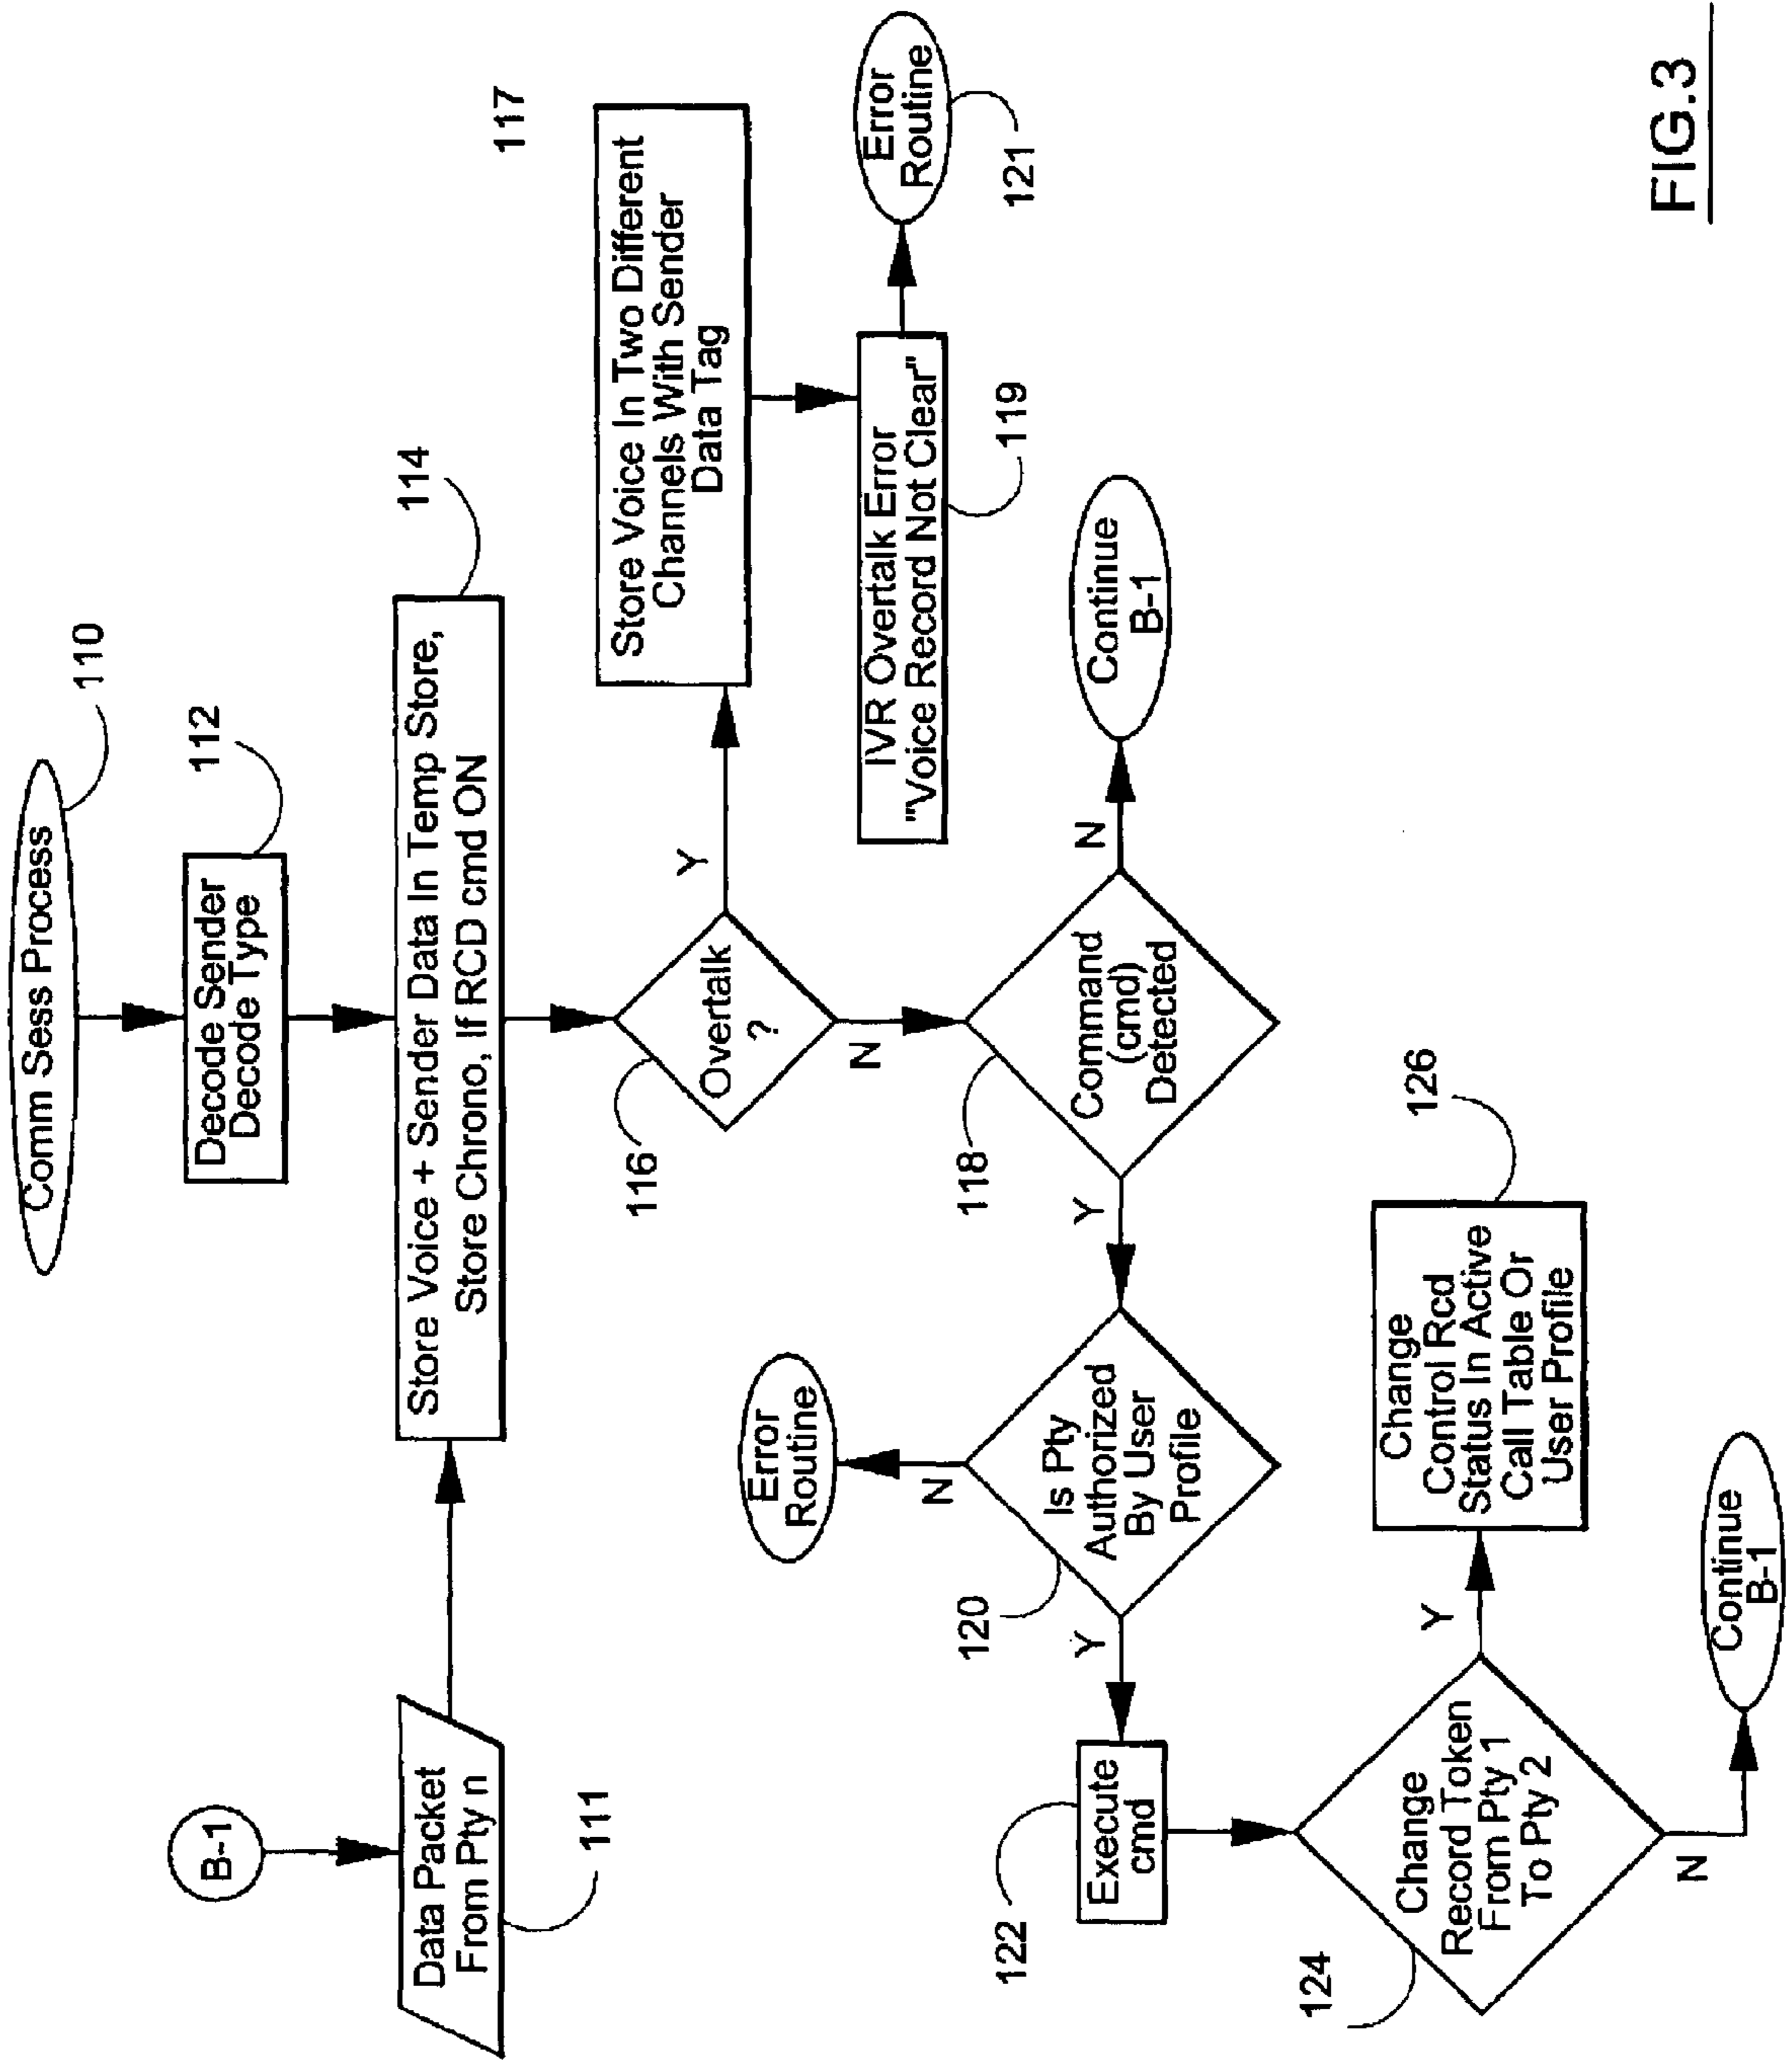 Comm Sess Process
110
Decode Sender
Decode Type
112
B-1
Data Packet
From Pty n
111
Store Voice + Sender Data In Temp Store,
Store Chrono, If RCD cmd ON
114
Overtalk
?
116
Y
N
Store Voice In Two Different
Channels With Sender
Data Tag
117
IVR Overtalk Error
"Voice Record Not Clear"
119
Error
Routine
121
Command
(cmd)
Detected
118
N
Continue
B-1
Y
Is Pty
Authorized
By User
Profile
120
N
Error
Routine
Y
Execute
cmd
122
Change
Record Token
From Pty 1
To Pty 2
124
Y
Change
Control Rcd
Status In Active
Call Table Or
User Profile
126
N
Continue
B-1
FIG.3